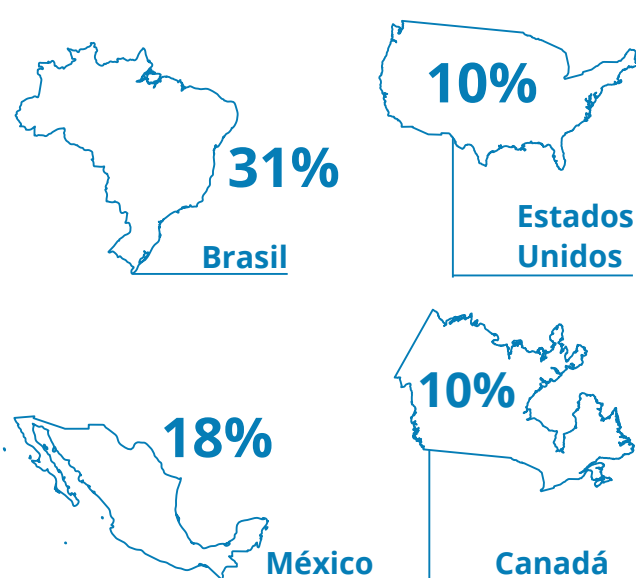 31%
Brasil
10%
Estados
Unidos
18%
México
10%
Canadá